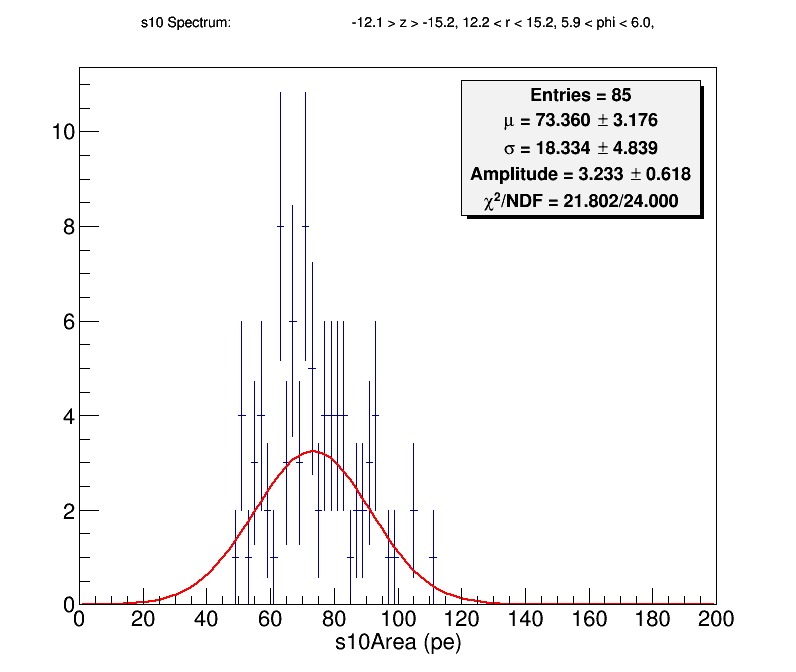 s10 Spectrum: -12.1 > z > -15.2, 12.2 < r < 15.2, 5.9 < phi < 6.0,
Entries = 85
μ = 73.360 ± 3.176
σ = 18.334 ± 4.839
Amplitude = 3.233 ± 0.618
χ²/NDF = 21.802/24.000
10
8
6
4
2
0
0 20 40 60 80 100 120 140 160 180 200
s10Area (pe)